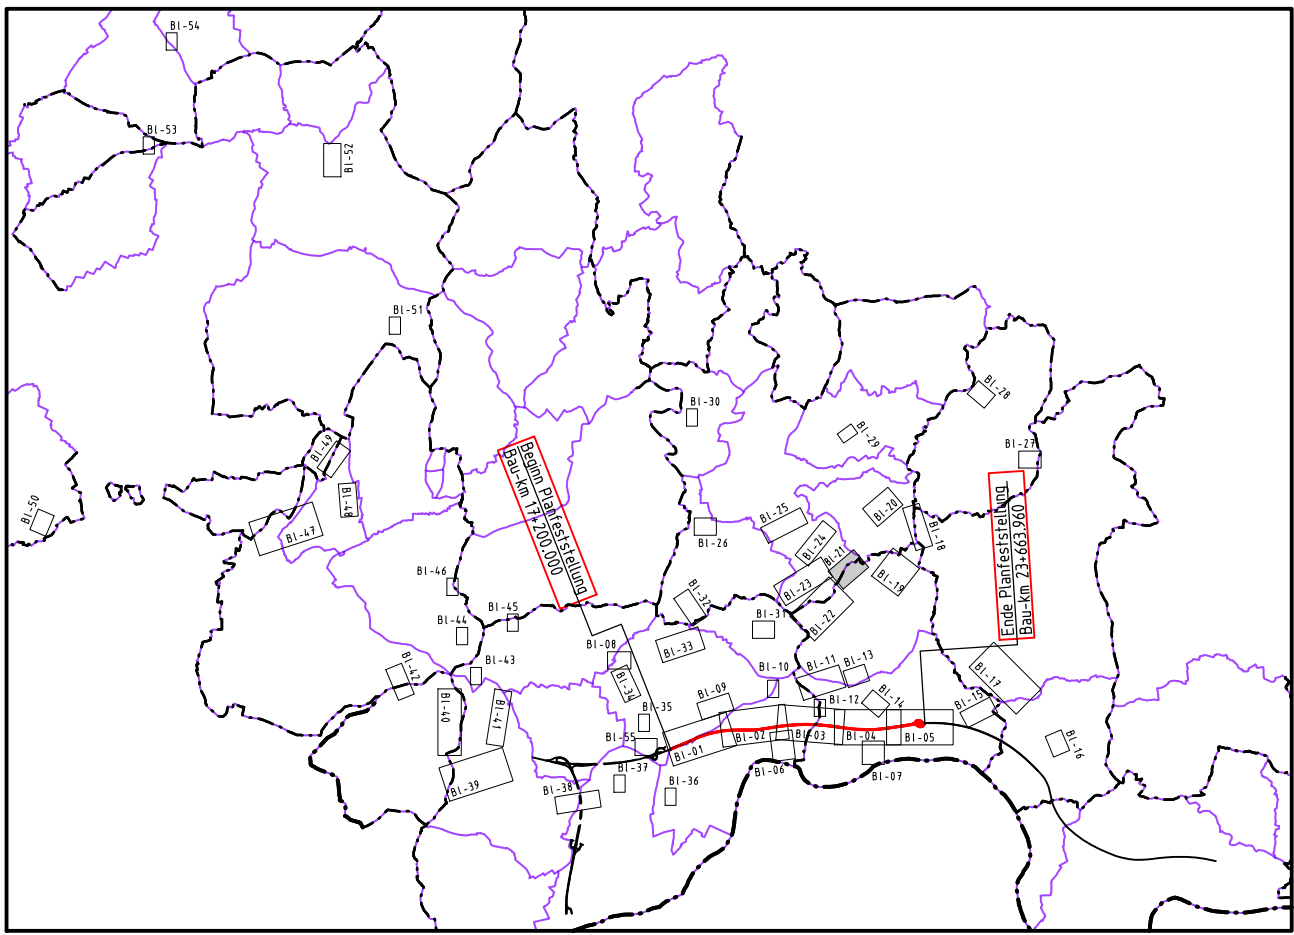 Bl-54
Bl-53
Bl-52
Bl-51
Bl-30
Bl-28
Bl-29
Bl-27
Bl-49
Bl-48
Bl-47
Bl-50
Beginn Planfeststellung
Bau-km 17+200.000
Ende Planfeststellung
Bau-km 23+663.960
Bl-26
Bl-25
Bl-24
Bl-20
Bl-18
Bl-21
Bl-19
Bl-23
Bl-22
Bl-46
Bl-45
Bl-44
Bl-32
Bl-31
Bl-33
Bl-08
Bl-34
Bl-43
Bl-42
Bl-40
Bl-41
Bl-35
Bl-55
Bl-09
Bl-10
Bl-11
Bl-13
Bl-12
Bl-14
Bl-17
Bl-15
Bl-16
Bl-01
Bl-02
Bl-03
Bl-04
Bl-05
Bl-06
Bl-07
Bl-39
Bl-38
Bl-37
Bl-36